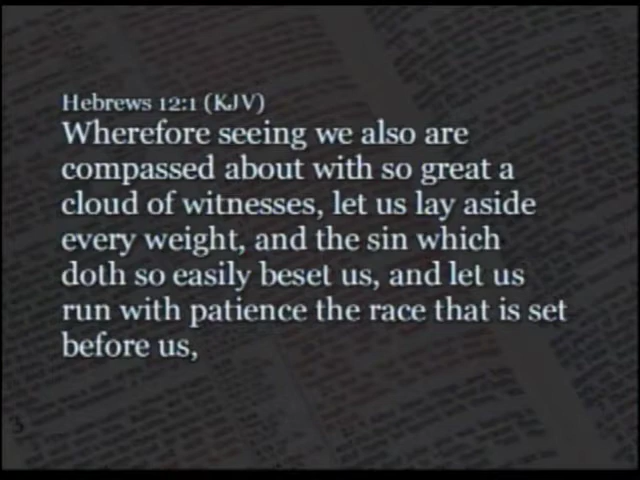 Hebrews 12:1 (KJV)
Wherefore seeing we also are
compassed about with so great a
cloud of witnesses, let us lay aside
every weight, and the sin which
doth so easily beset us, and let us
run with patience the race that is set
before us,
3